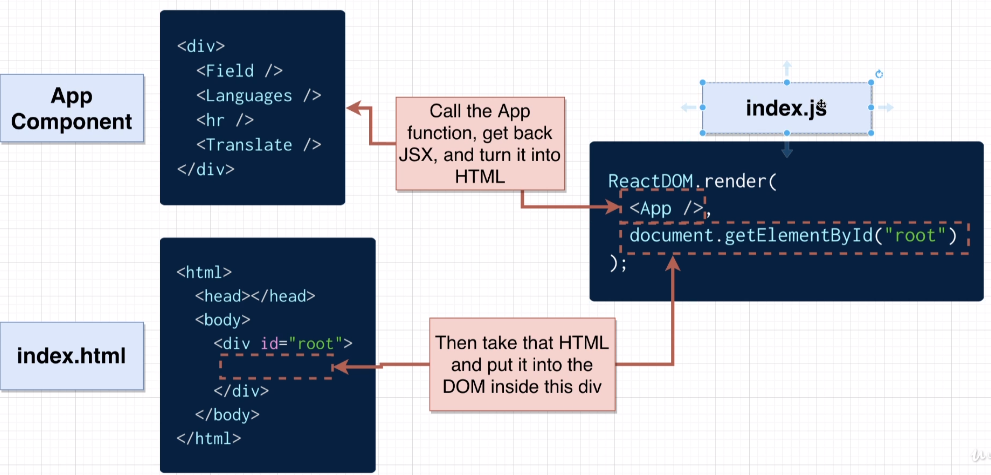 App
Component
<div>
<Field />
<Languages />
<hr />
<Translate />
</div>
Call the App
function, get back
JSX, and turn it into
HTML
index.js
ReactDOM.render(
<App />,
document.getElementById("root")
);
index.html
<html>
<head></head>
<body>
<div id="root">
</div>
</body>
</html>
Then take that HTML
and put it into the
DOM inside this div